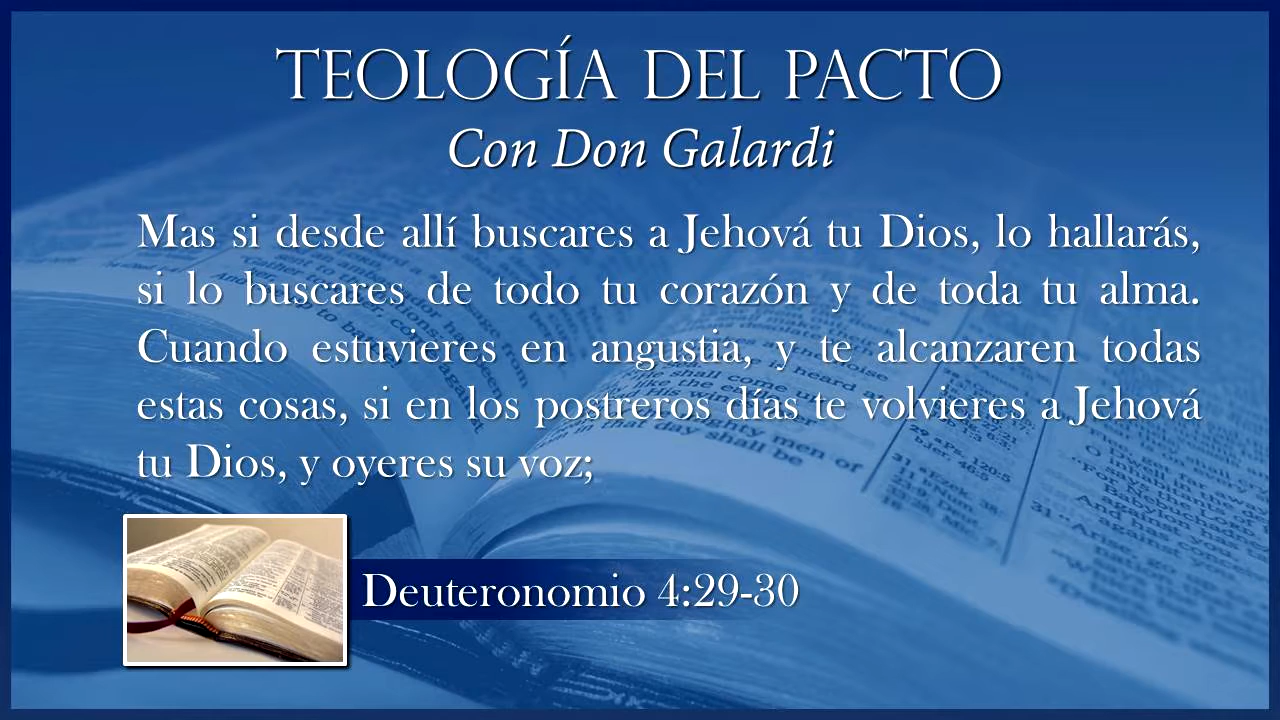 TEOLOGÍA DEL PACTO
Con Don Galardi
Mas si desde allí buscares a Jehová tu Dios, lo hallarás,
si lo buscares de todo tu corazón y de toda tu alma.
Cuando estuvieres en angustia, y te alcanzaren todas
estas cosas, si en los postreros días te volvieres a Jehová
tu Dios, y oyeres su voz;
Deuteronomio 4:29-30